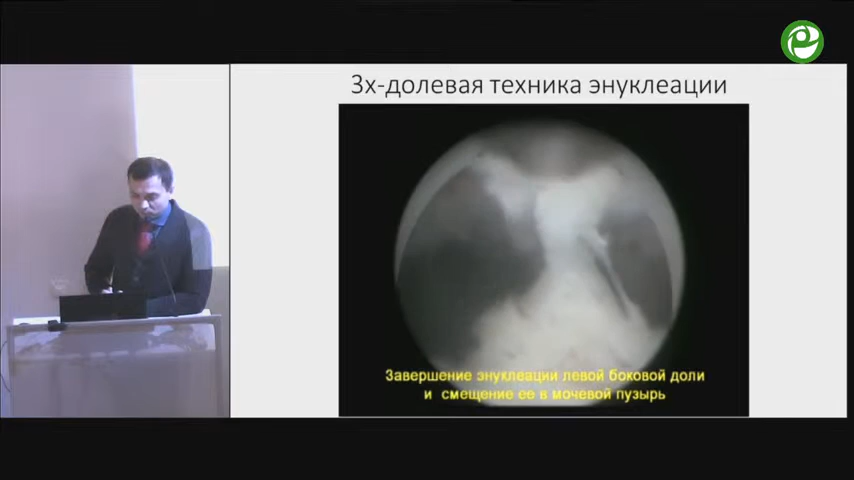 3х-долевая техника энуклеации
Завершение энуклеации левой боковой доли
и смещение ее в мочевой пузырь